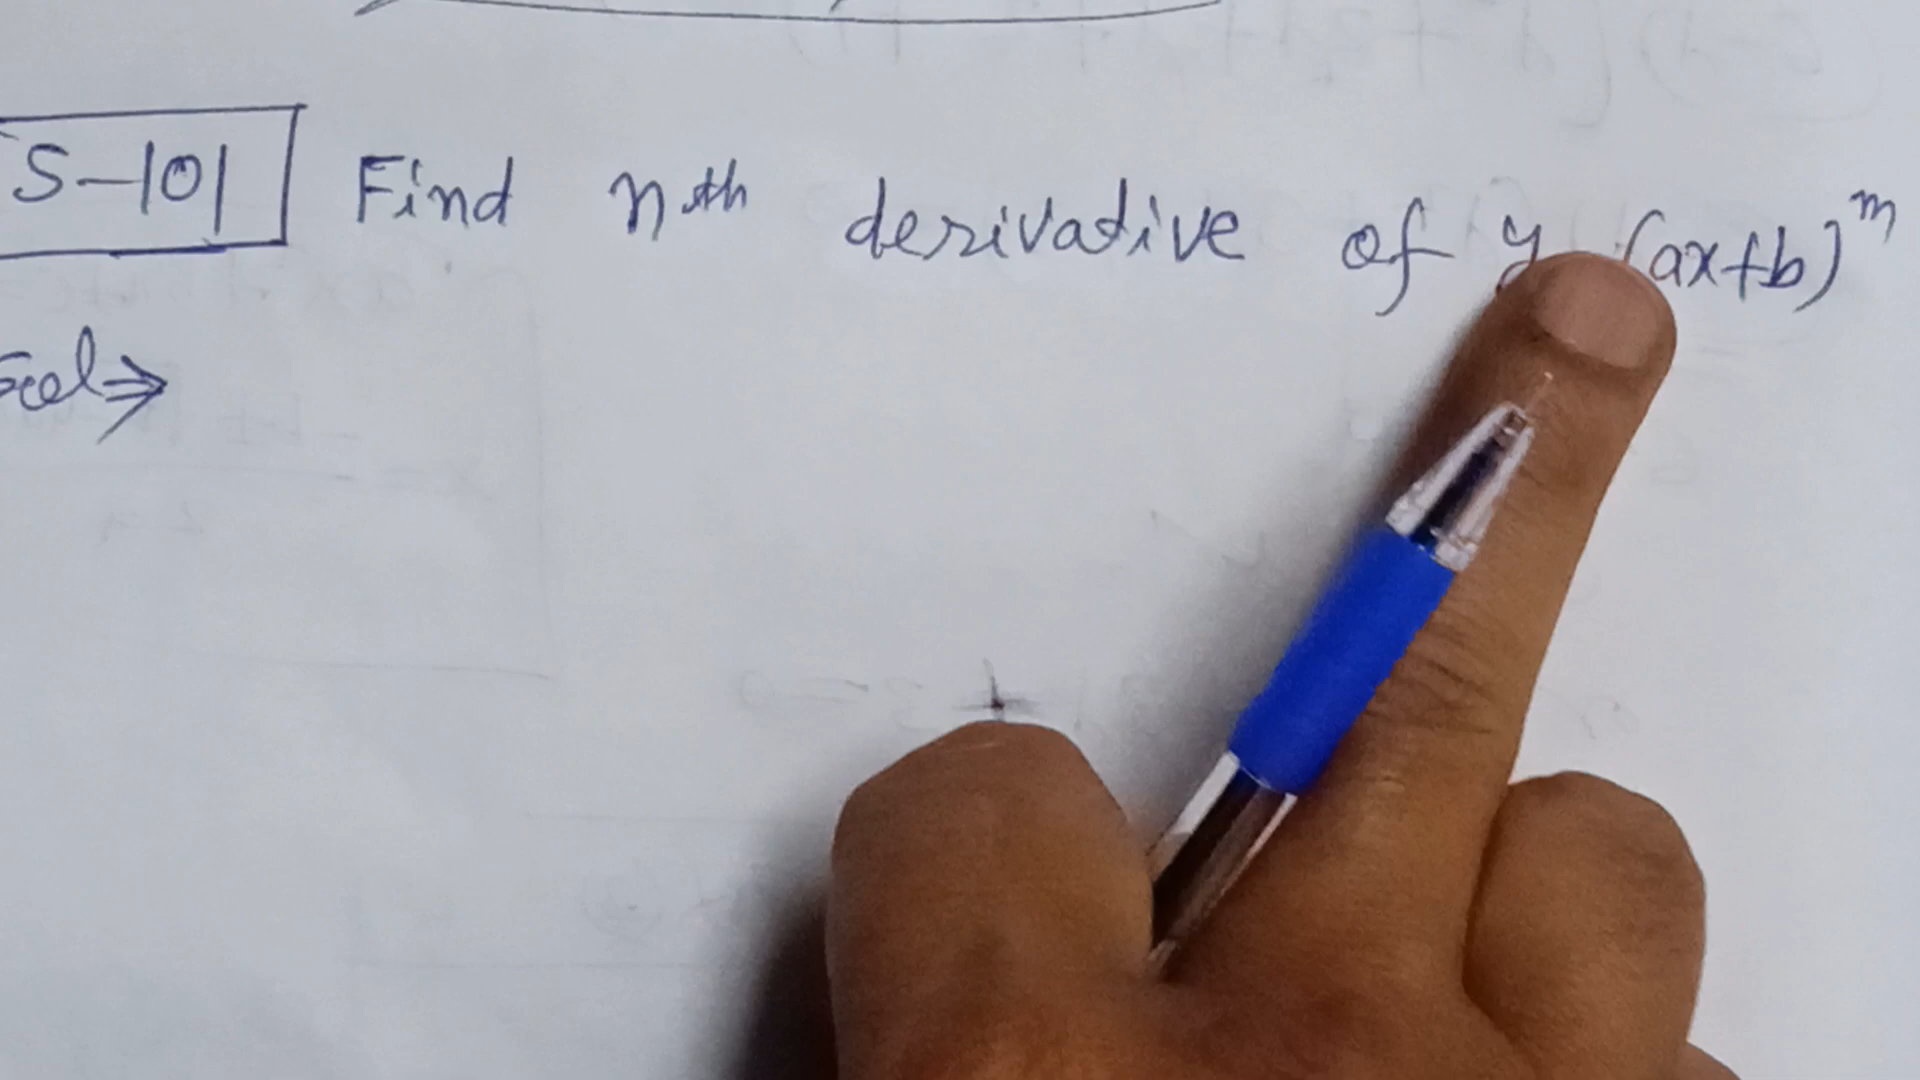 S-101 Find nth derivative of y (ax+b)^m
Sol⇒